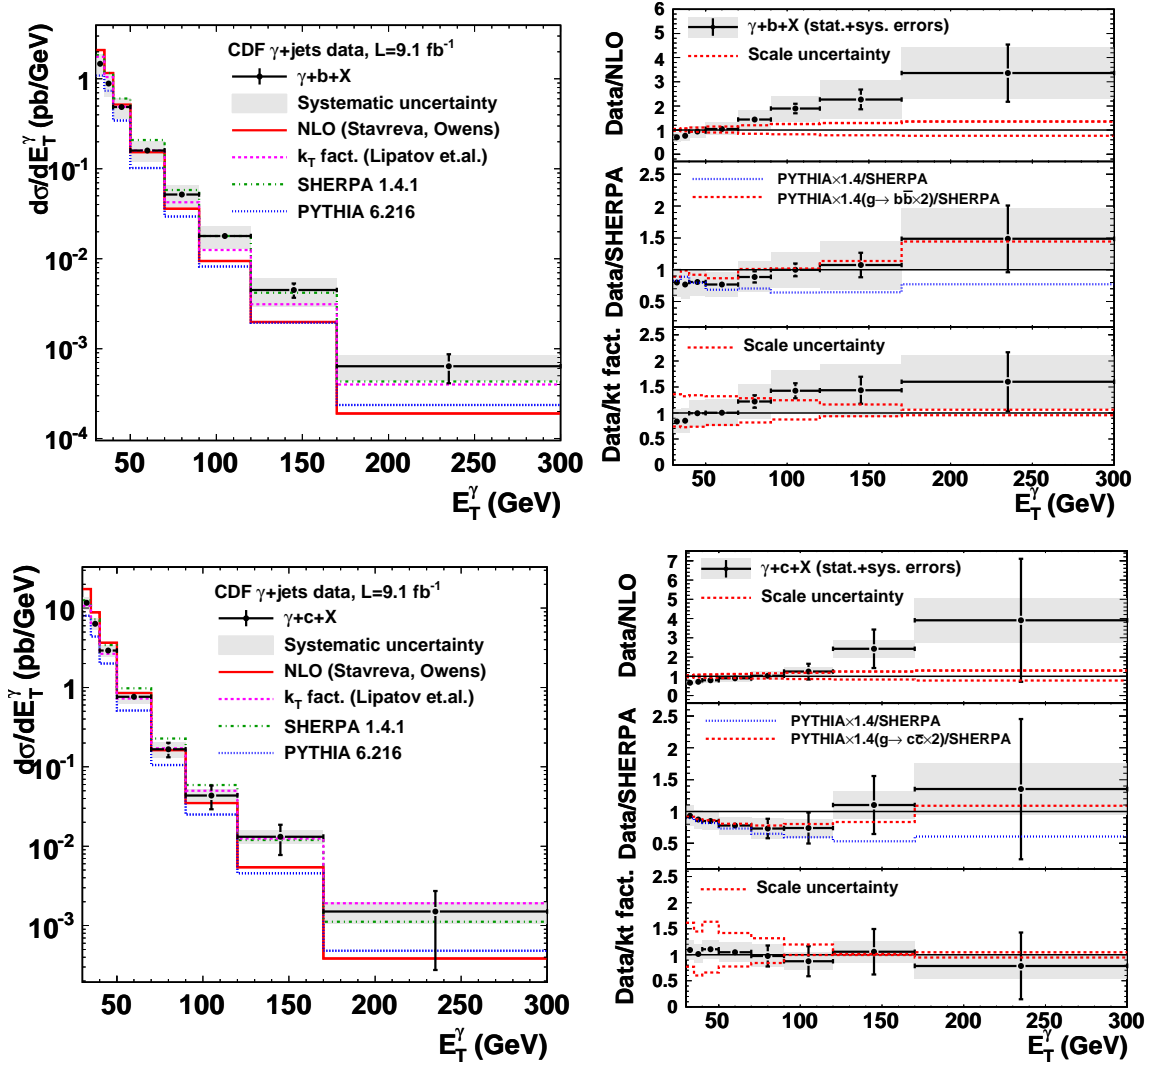 CDF γ+jets data, L=9.1 fb⁻¹
γ+b+X
Systematic uncertainty
NLO (Stavreva, Owens)
k_T fact. (Lipatov et.al.)
SHERPA 1.4.1
PYTHIA 6.216
dσ/dE_T^γ (pb/GeV)
1
10⁻¹
10⁻²
10⁻³
10⁻⁴
50 100 150 200 250 300
E_T^γ (GeV)
γ+b+X (stat.+sys. errors)
Scale uncertainty
Data/NLO
6
5
4
3
2
1
0
PYTHIA×1.4/SHERPA
PYTHIA×1.4(g→ bb̅×2)/SHERPA
Data/SHERPA
2.5
2
1.5
1
0.5
Scale uncertainty
Data/kt fact.
2.5
2
1.5
1
0.5
0
50 100 150 200 250 300
E_T^γ (GeV)
CDF γ+jets data, L=9.1 fb⁻¹
γ+c+X
Systematic uncertainty
NLO (Stavreva, Owens)
k_T fact. (Lipatov et.al.)
SHERPA 1.4.1
PYTHIA 6.216
dσ/dE_T^γ (pb/GeV)
10
1
10⁻¹
10⁻²
10⁻³
50 100 150 200 250 300
E_T^γ (GeV)
γ+c+X (stat.+sys. errors)
Scale uncertainty
Data/NLO
7
6
5
4
3
2
1
0
PYTHIA×1.4/SHERPA
PYTHIA×1.4(g→ cc̅×2)/SHERPA
Data/SHERPA
2.5
2
1.5
1
0.5
Scale uncertainty
Data/kt fact.
2.5
2
1.5
1
0.5
0
50 100 150 200 250 300
E_T^γ (GeV)